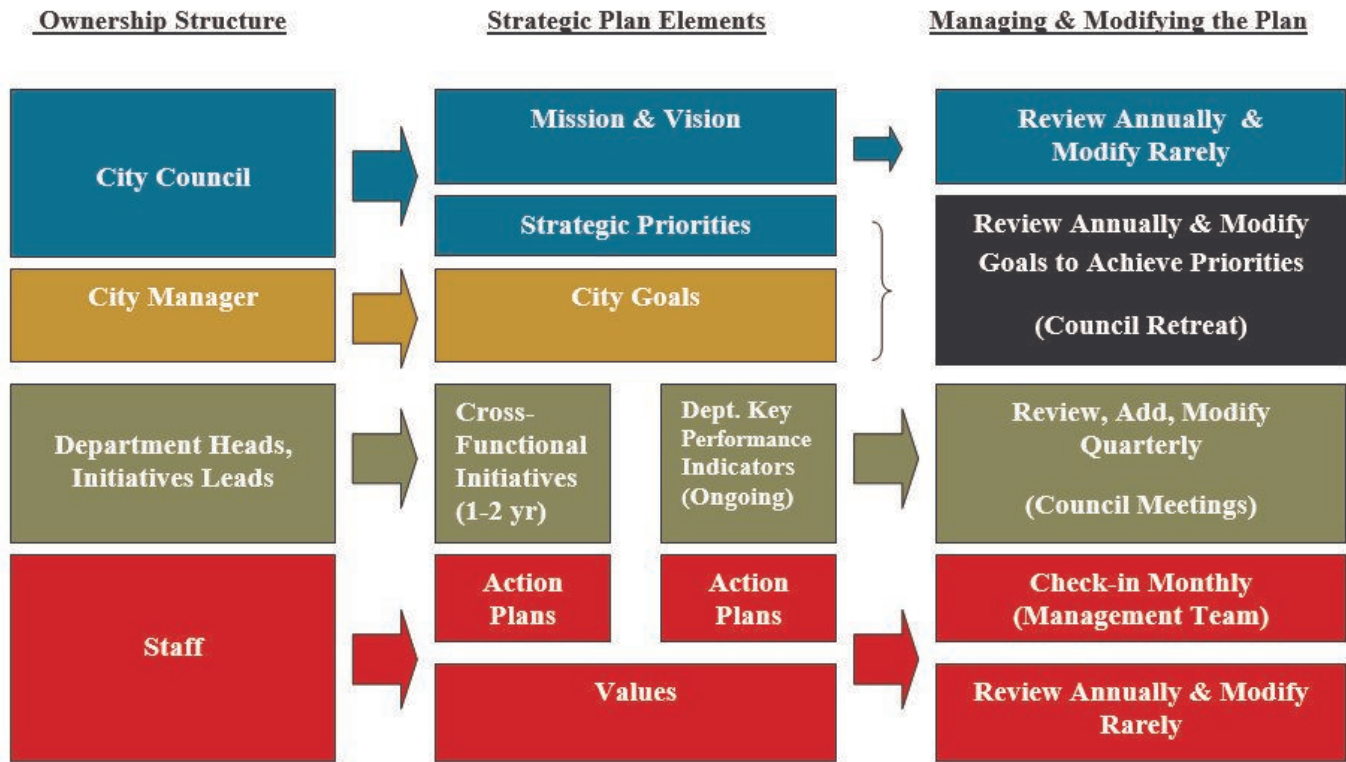 Ownership Structure
Strategic Plan Elements
Managing & Modifying the Plan
City Council
Mission & Vision
Review Annually &
Modify Rarely
Strategic Priorities
Review Annually & Modify
Goals to Achieve Priorities
(Council Retreat)
City Manager
City Goals
Department Heads,
Initiatives Leads
Cross-
Functional
Initiatives
(1-2 yr)
Dept. Key
Performance
Indicators
(Ongoing)
Review, Add, Modify
Quarterly
(Council Meetings)
Staff
Action
Plans
Action
Plans
Check-in Monthly
(Management Team)
Values
Review Annually & Modify
Rarely